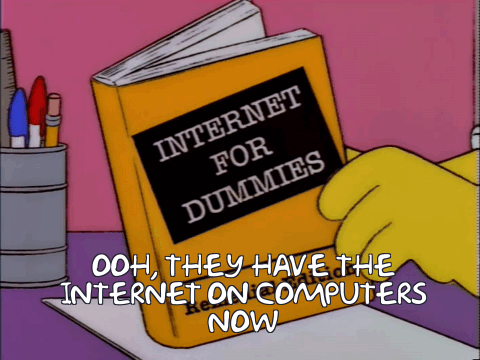 INTERNET
FOR
DUMMIES
OOH, THEY HAVE THE
INTERNET ON COMPUTERS
NOW